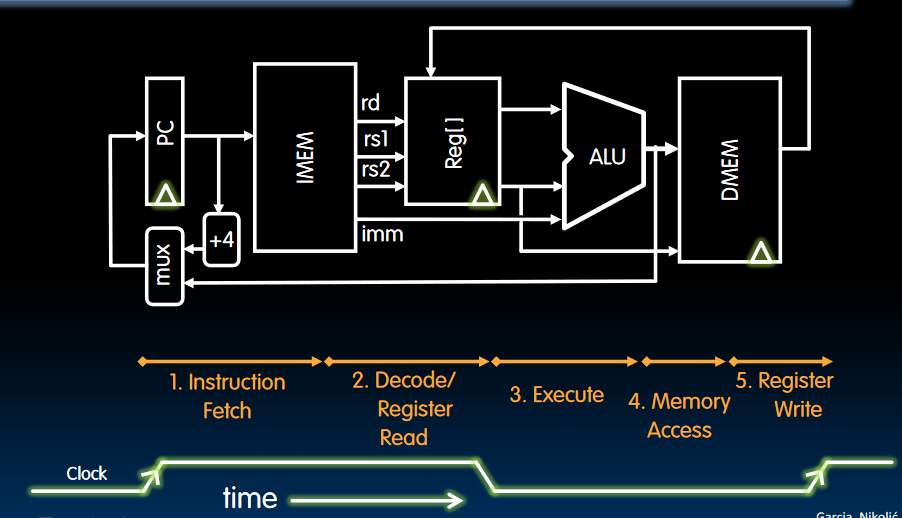 PC
IMEM
rd
rs1
rs2
imm
Reg[]
ALU
DMEM
+4
mux
1. Instruction
Fetch
2. Decode/
Register
Read
3. Execute
4. Memory
Access
5. Register
Write
Clock
time
Garcia, Nikolić